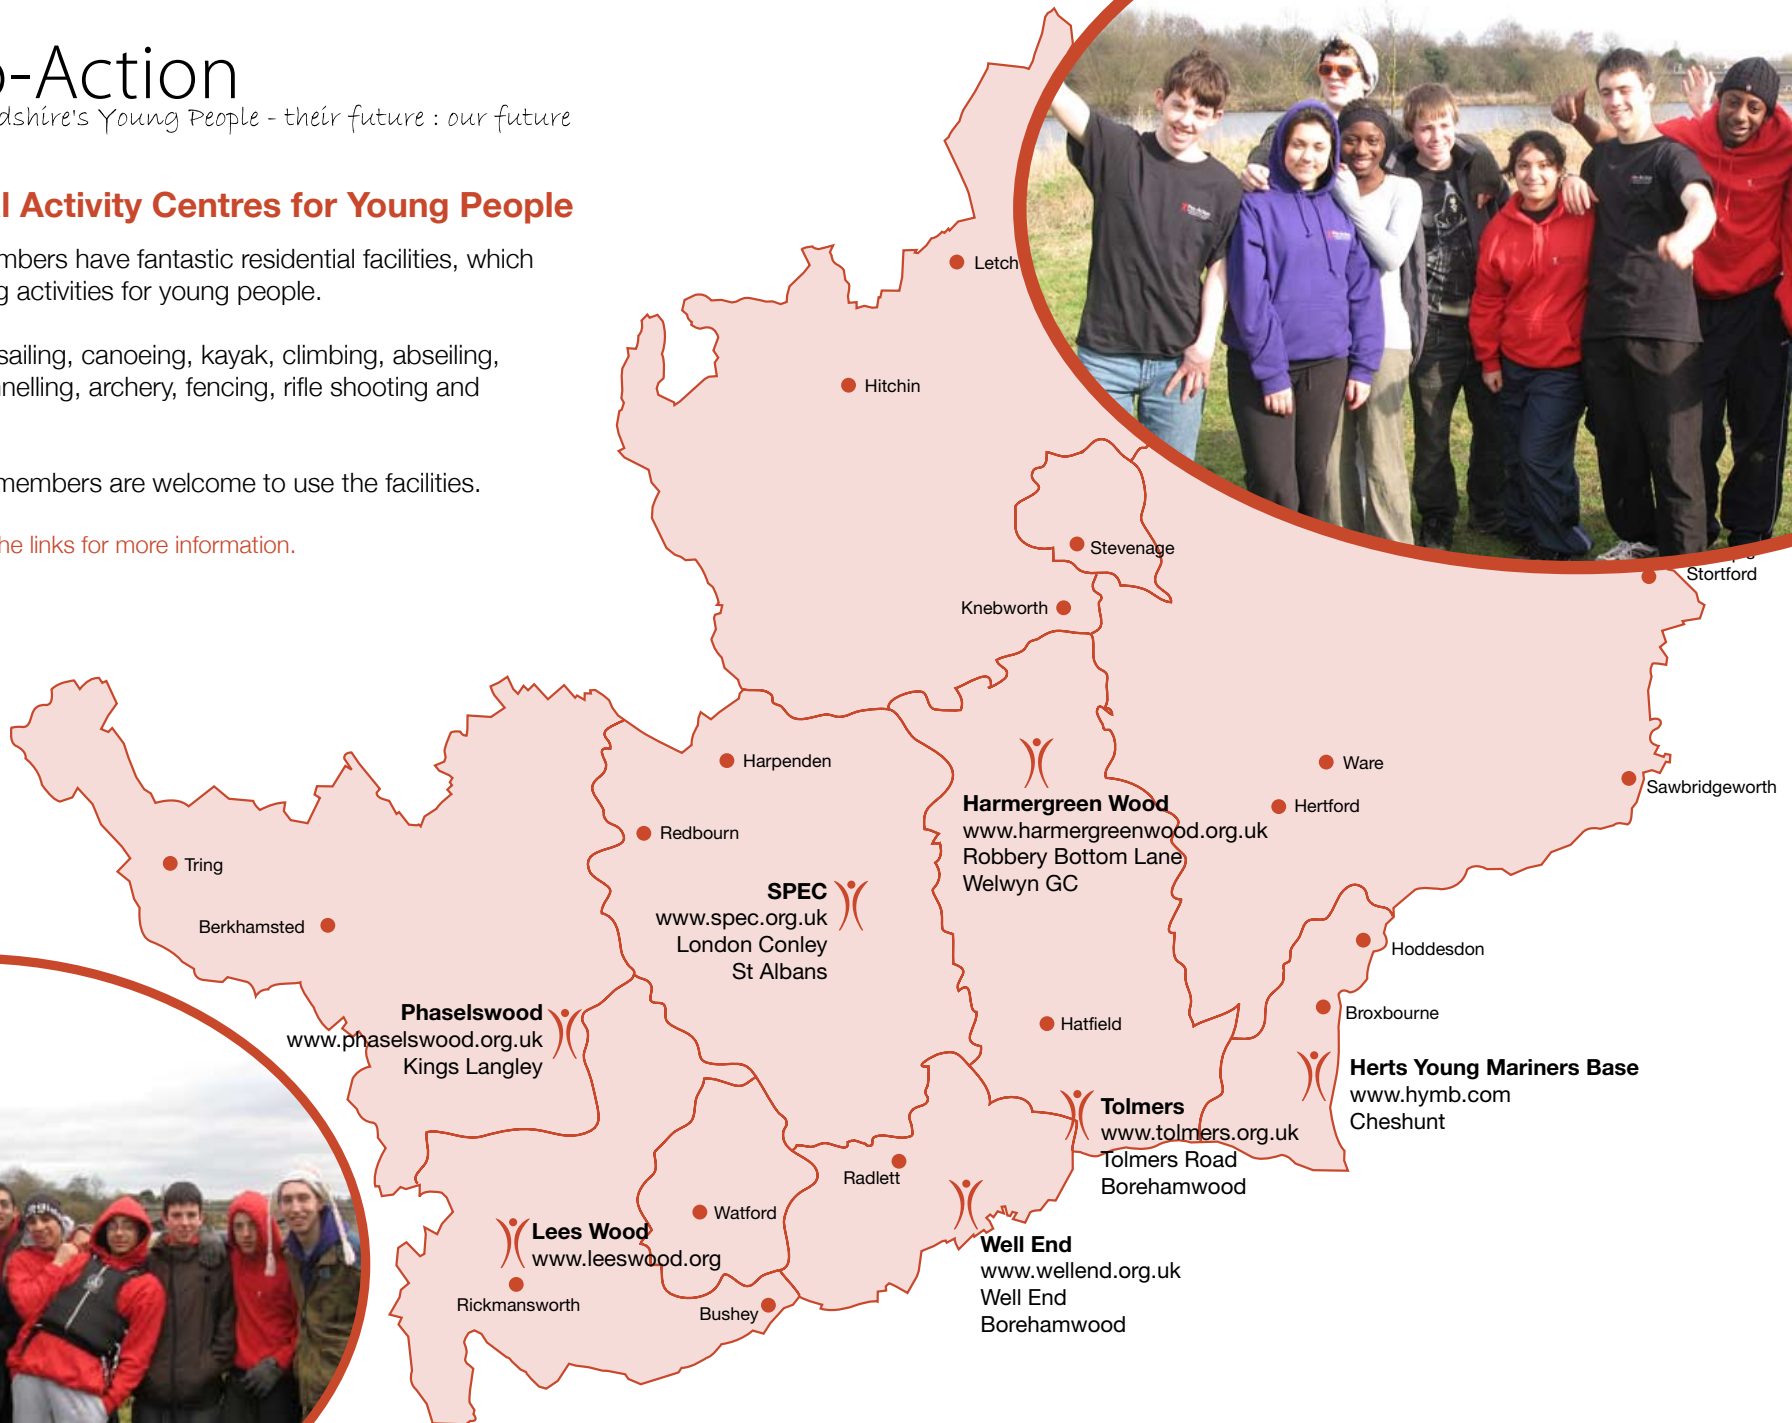 -Action
dshire's Young People - their future : our future
l Activity Centres for Young People
mbers have fantastic residential facilities, which
g activities for young people.
sailing, canoeing, kayak, climbing, abseiling,
nnelling, archery, fencing, rifle shooting and
members are welcome to use the facilities.
he links for more information.
Letch
Hitchin
Stevenage
Stortford
Knebworth
Harpenden
Ware
Sawbridgeworth
Harmergreen Wood
www.harmergreenwood.org.uk
Robbery Bottom Lane
Welwyn GC
Hertford
Redbourn
Tring
SPEC
www.spec.org.uk
London Conley
St Albans
Berkhamsted
Hoddesdon
Phaselswood
www.phaselswood.org.uk
Kings Langley
Broxbourne
Hatfield
Herts Young Mariners Base
www.hymb.com
Cheshunt
Tolmers
www.tolmers.org.uk
Tolmers Road
Borehamwood
Radlett
Watford
Lees Wood
www.leeswood.org
Well End
www.wellend.org.uk
Well End
Borehamwood
Rickmansworth
Bushey